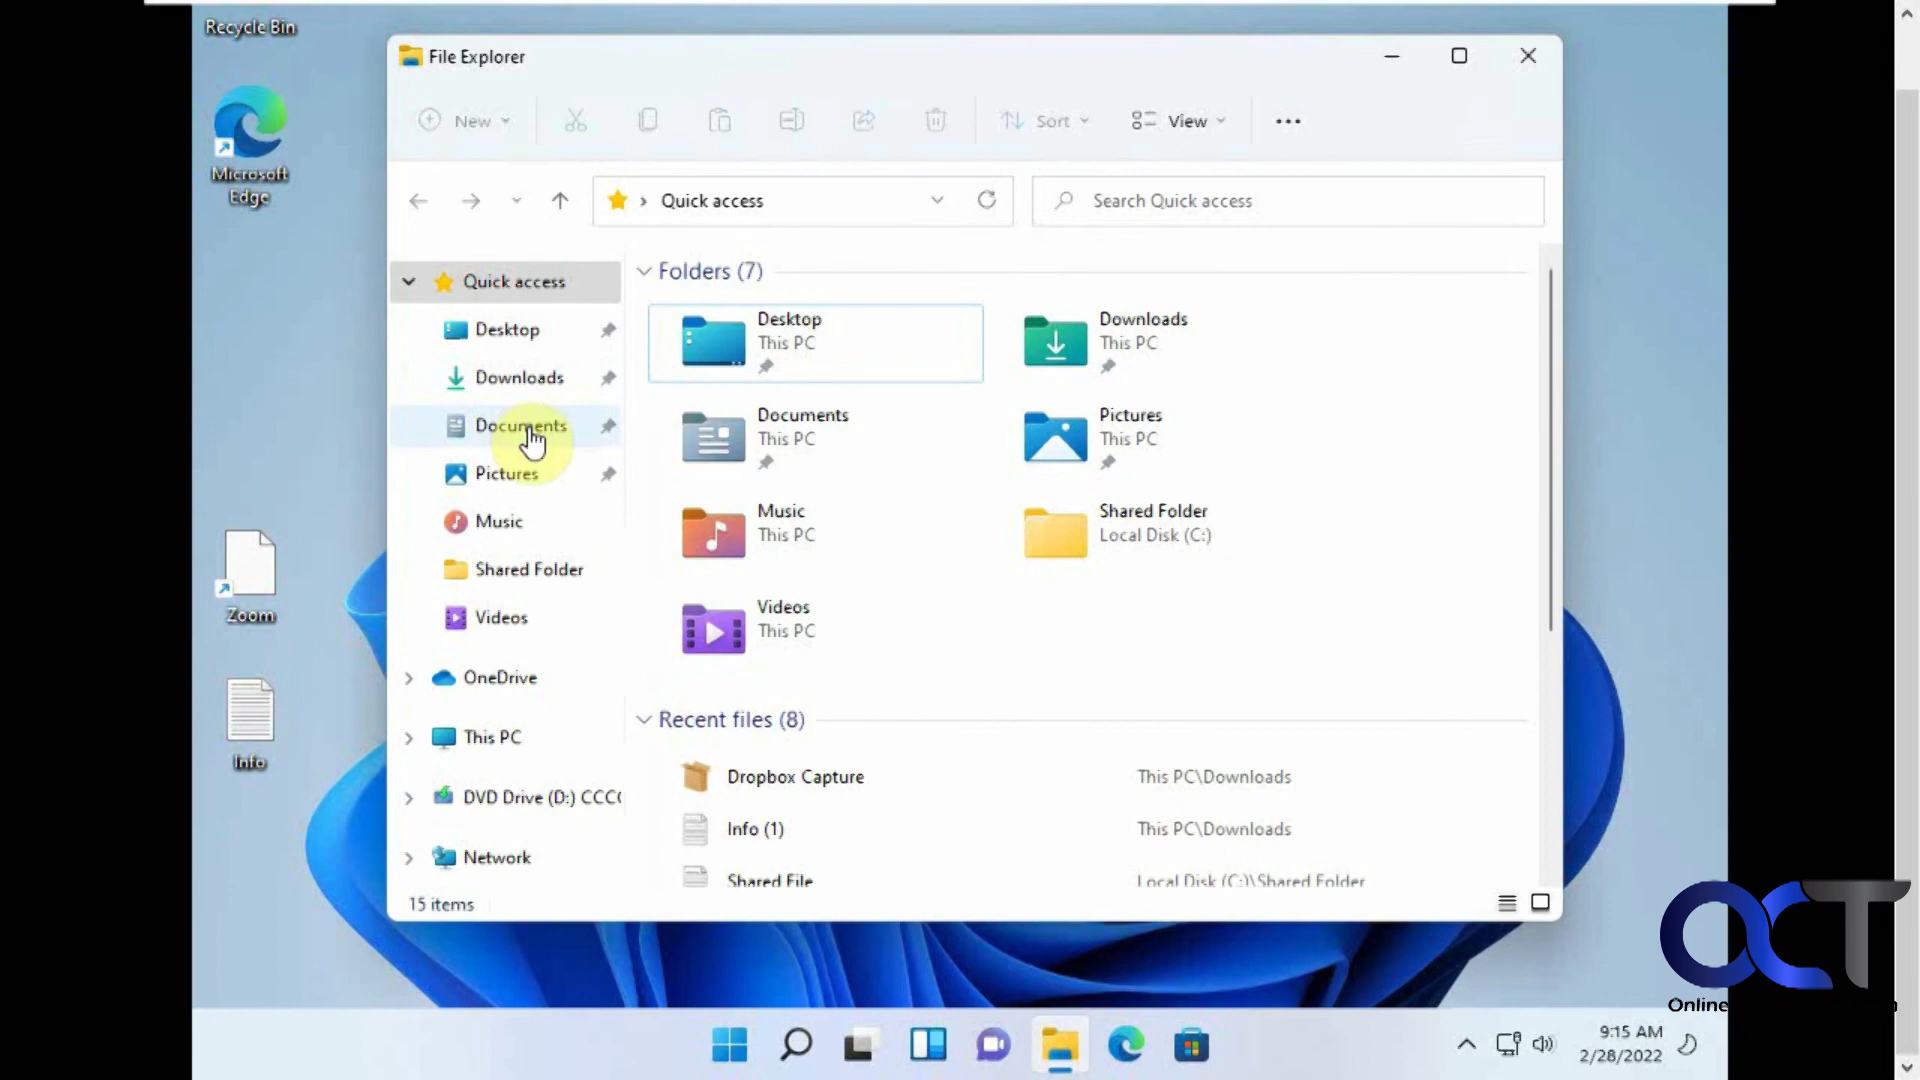 Recycle Bin
Microsoft
Edge
Zoom
Info
File Explorer
New
Sort
View
Quick access
Search Quick access
Quick access
Desktop
Downloads
Documents
Pictures
Music
Shared Folder
Videos
OneDrive
This PC
DVD Drive (D:) CCC
Network
Folders (7)
Desktop
This PC
Downloads
This PC
Documents
This PC
Pictures
This PC
Music
This PC
Shared Folder
Local Disk (C:)
Videos
This PC
Recent files (8)
Dropbox Capture This PC\Downloads
Info (1) This PC\Downloads
Shared File Local Disk (C:)\Shared Folder
15 items
OCT
Online
9:15 AM
2/28/2022